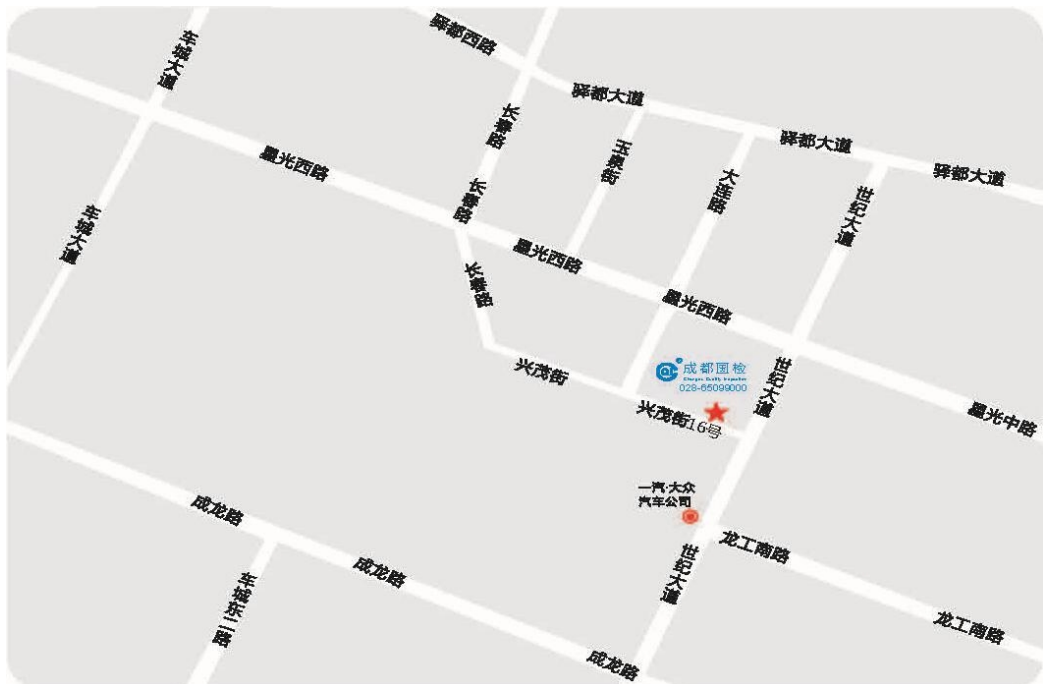 驿都西路
车城大道
驿都大道
长春路
驿都大道
玉泉街
星光西路
驿都大道
大连路
长春路
世纪大道
车城大道
星光西路
长春路
星光西路
成都国检
Chengdu Quality Inspection
028-65099000
兴茂街
世纪大道
兴茂街16号
星光中路
一汽·大众
汽车公司
成龙路
龙工南路
世纪大道
成龙路
车城东二路
龙工南路
成龙路